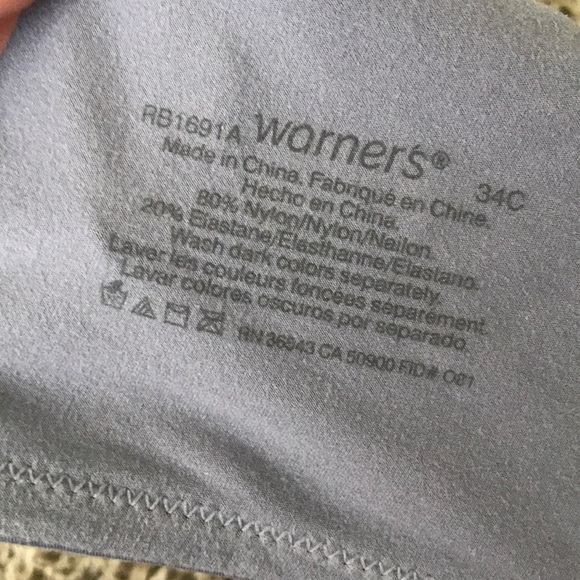 RB1691A warner's® 34C
Made in China. Fabriqué en Chine.
Hecho en China.
80% Nylon/Nylon/Nailon
20% Elastane/Elasthanne/Elastano.
Wash dark colors separately.
Laver les couleurs foncées séparément.
Lavar colores oscuros por separado.
RN 36943 CA 50900 FID# O61